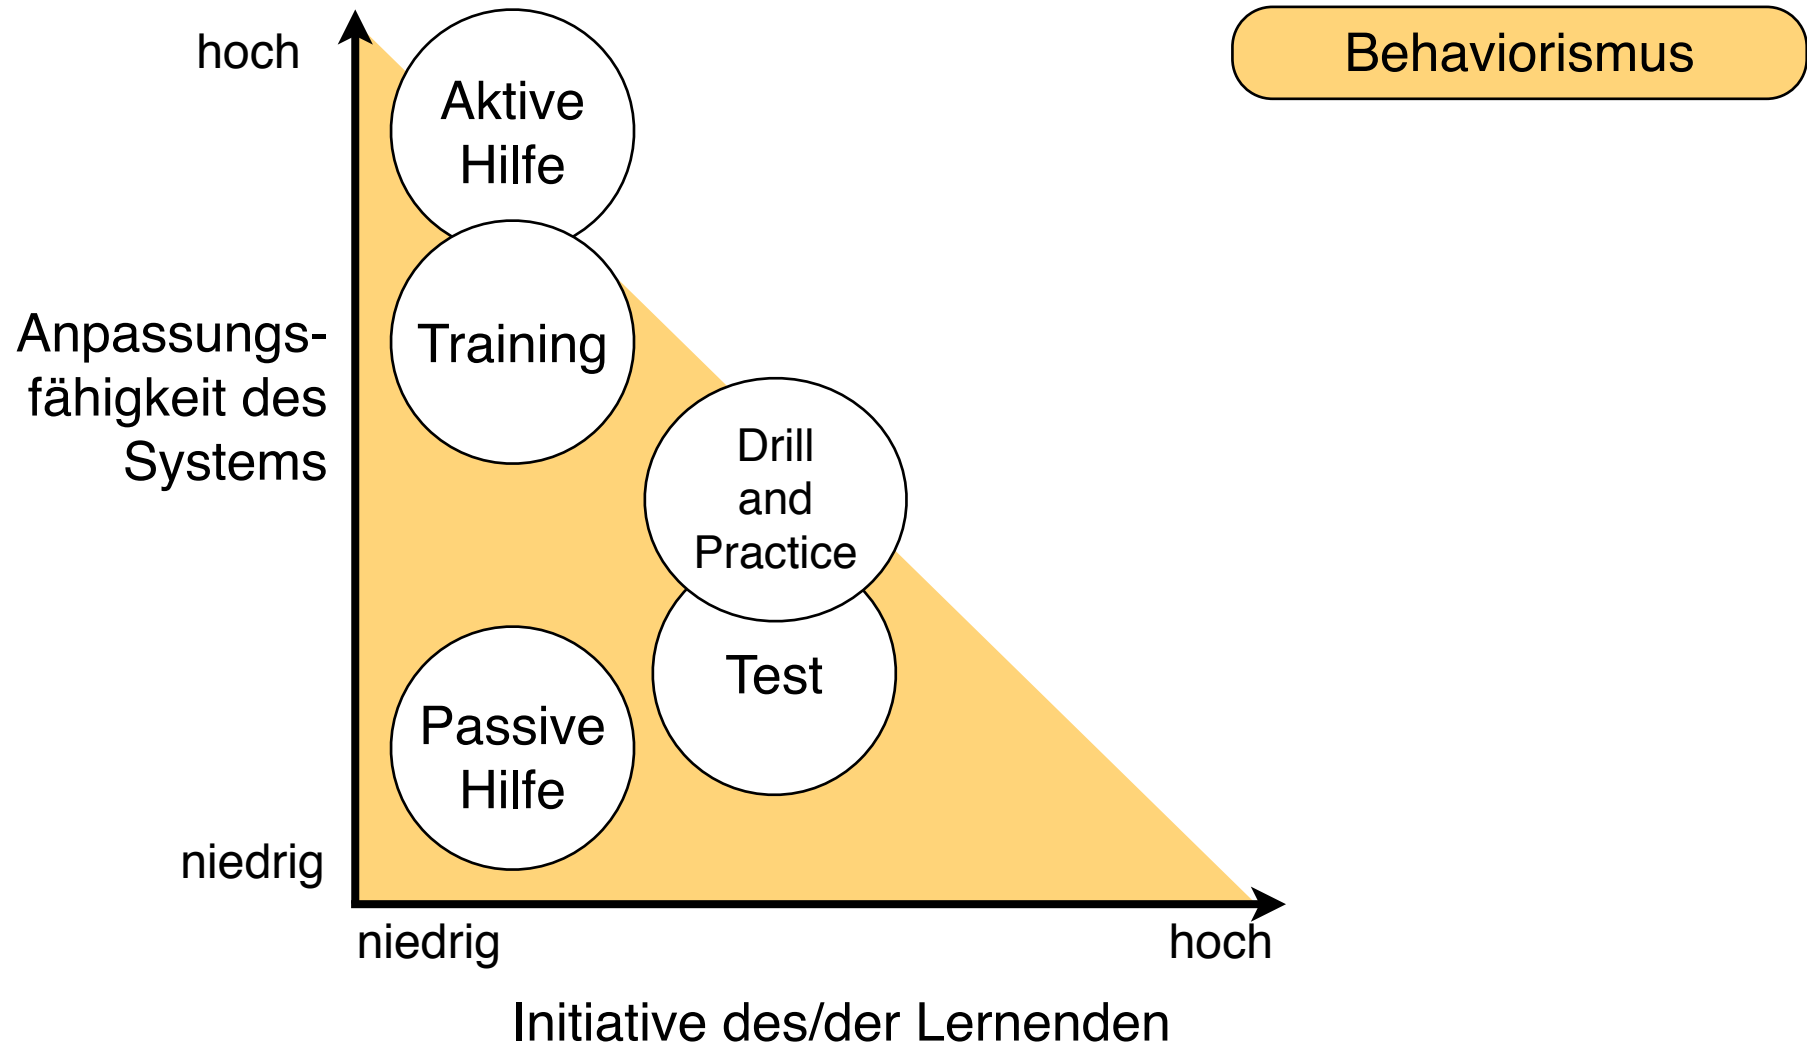 hoch
Behaviorismus
Aktive
Hilfe
Anpassungs-
fähigkeit des
Systems
Training
Drill
and
Practice
Test
Passive
Hilfe
niedrig
niedrig
hoch
Initiative des/der Lernenden